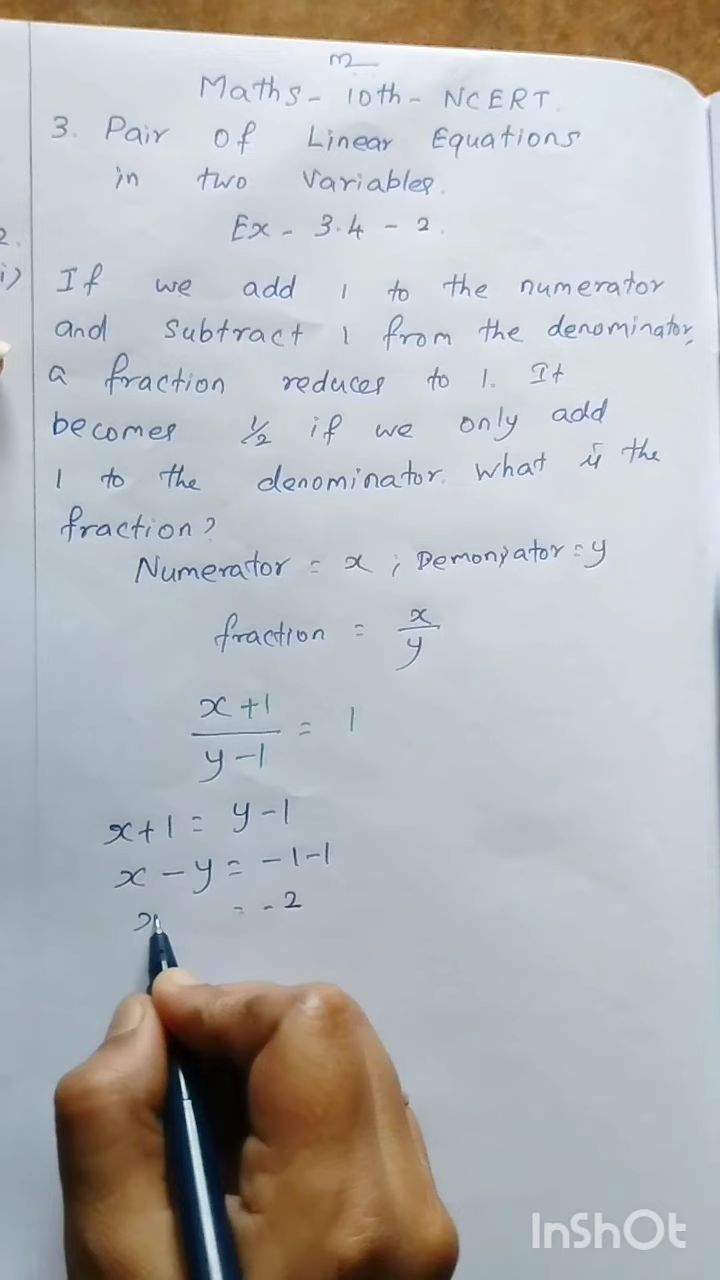 m
Maths - 10th - NCERT.
3. Pair of Linear Equations
in two Variables.
Ex - 3.4 - 2.
2.
i) If we add 1 to the numerator
and Subtract 1 from the denominator,
a fraction reduces to 1. It
becomes 1/2 if we only add
1 to the denominator. What is the
fraction?
Numerator = x ; Demoniator = y
fraction = x/y
x+1/y-1 = 1
x+1 = y-1
x - y = -1-1
= -2
InShOt